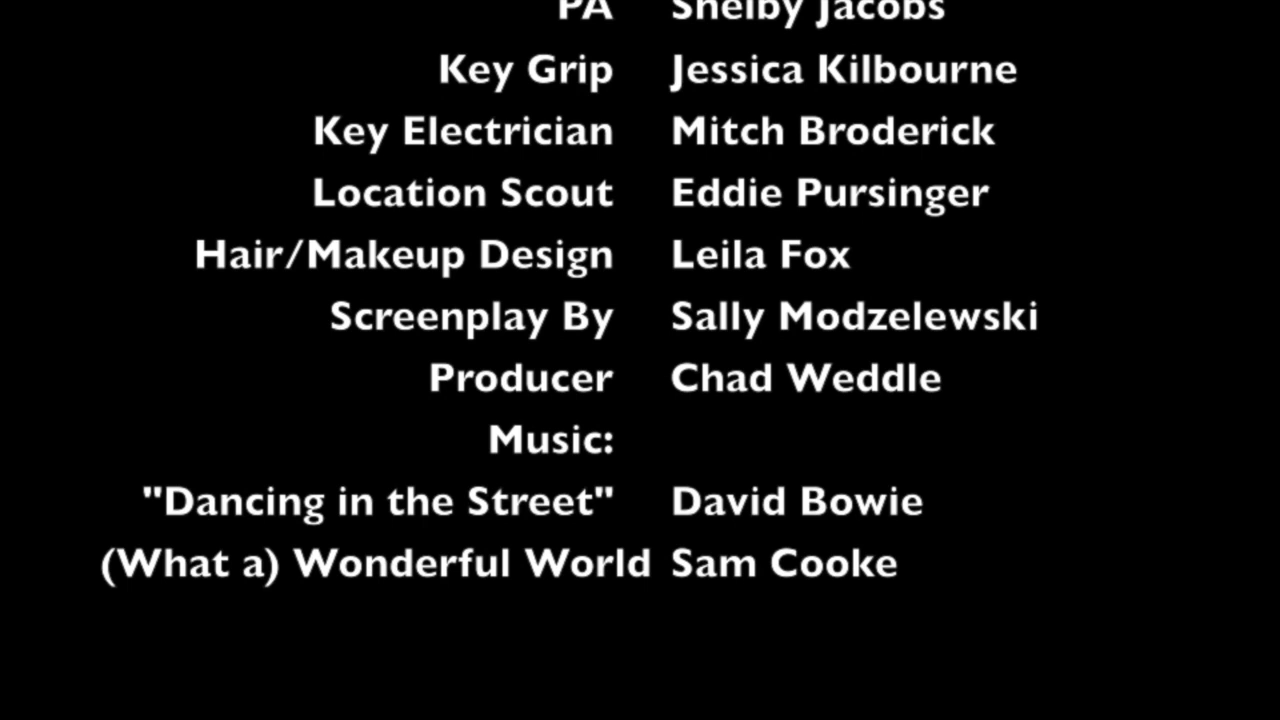 PA Shelby Jacobs
Key Grip Jessica Kilbourne
Key Electrician Mitch Broderick
Location Scout Eddie Pursinger
Hair/Makeup Design Leila Fox
Screenplay By Sally Modzelewski
Producer Chad Weddle
Music:
"Dancing in the Street" David Bowie
(What a) Wonderful World Sam Cooke